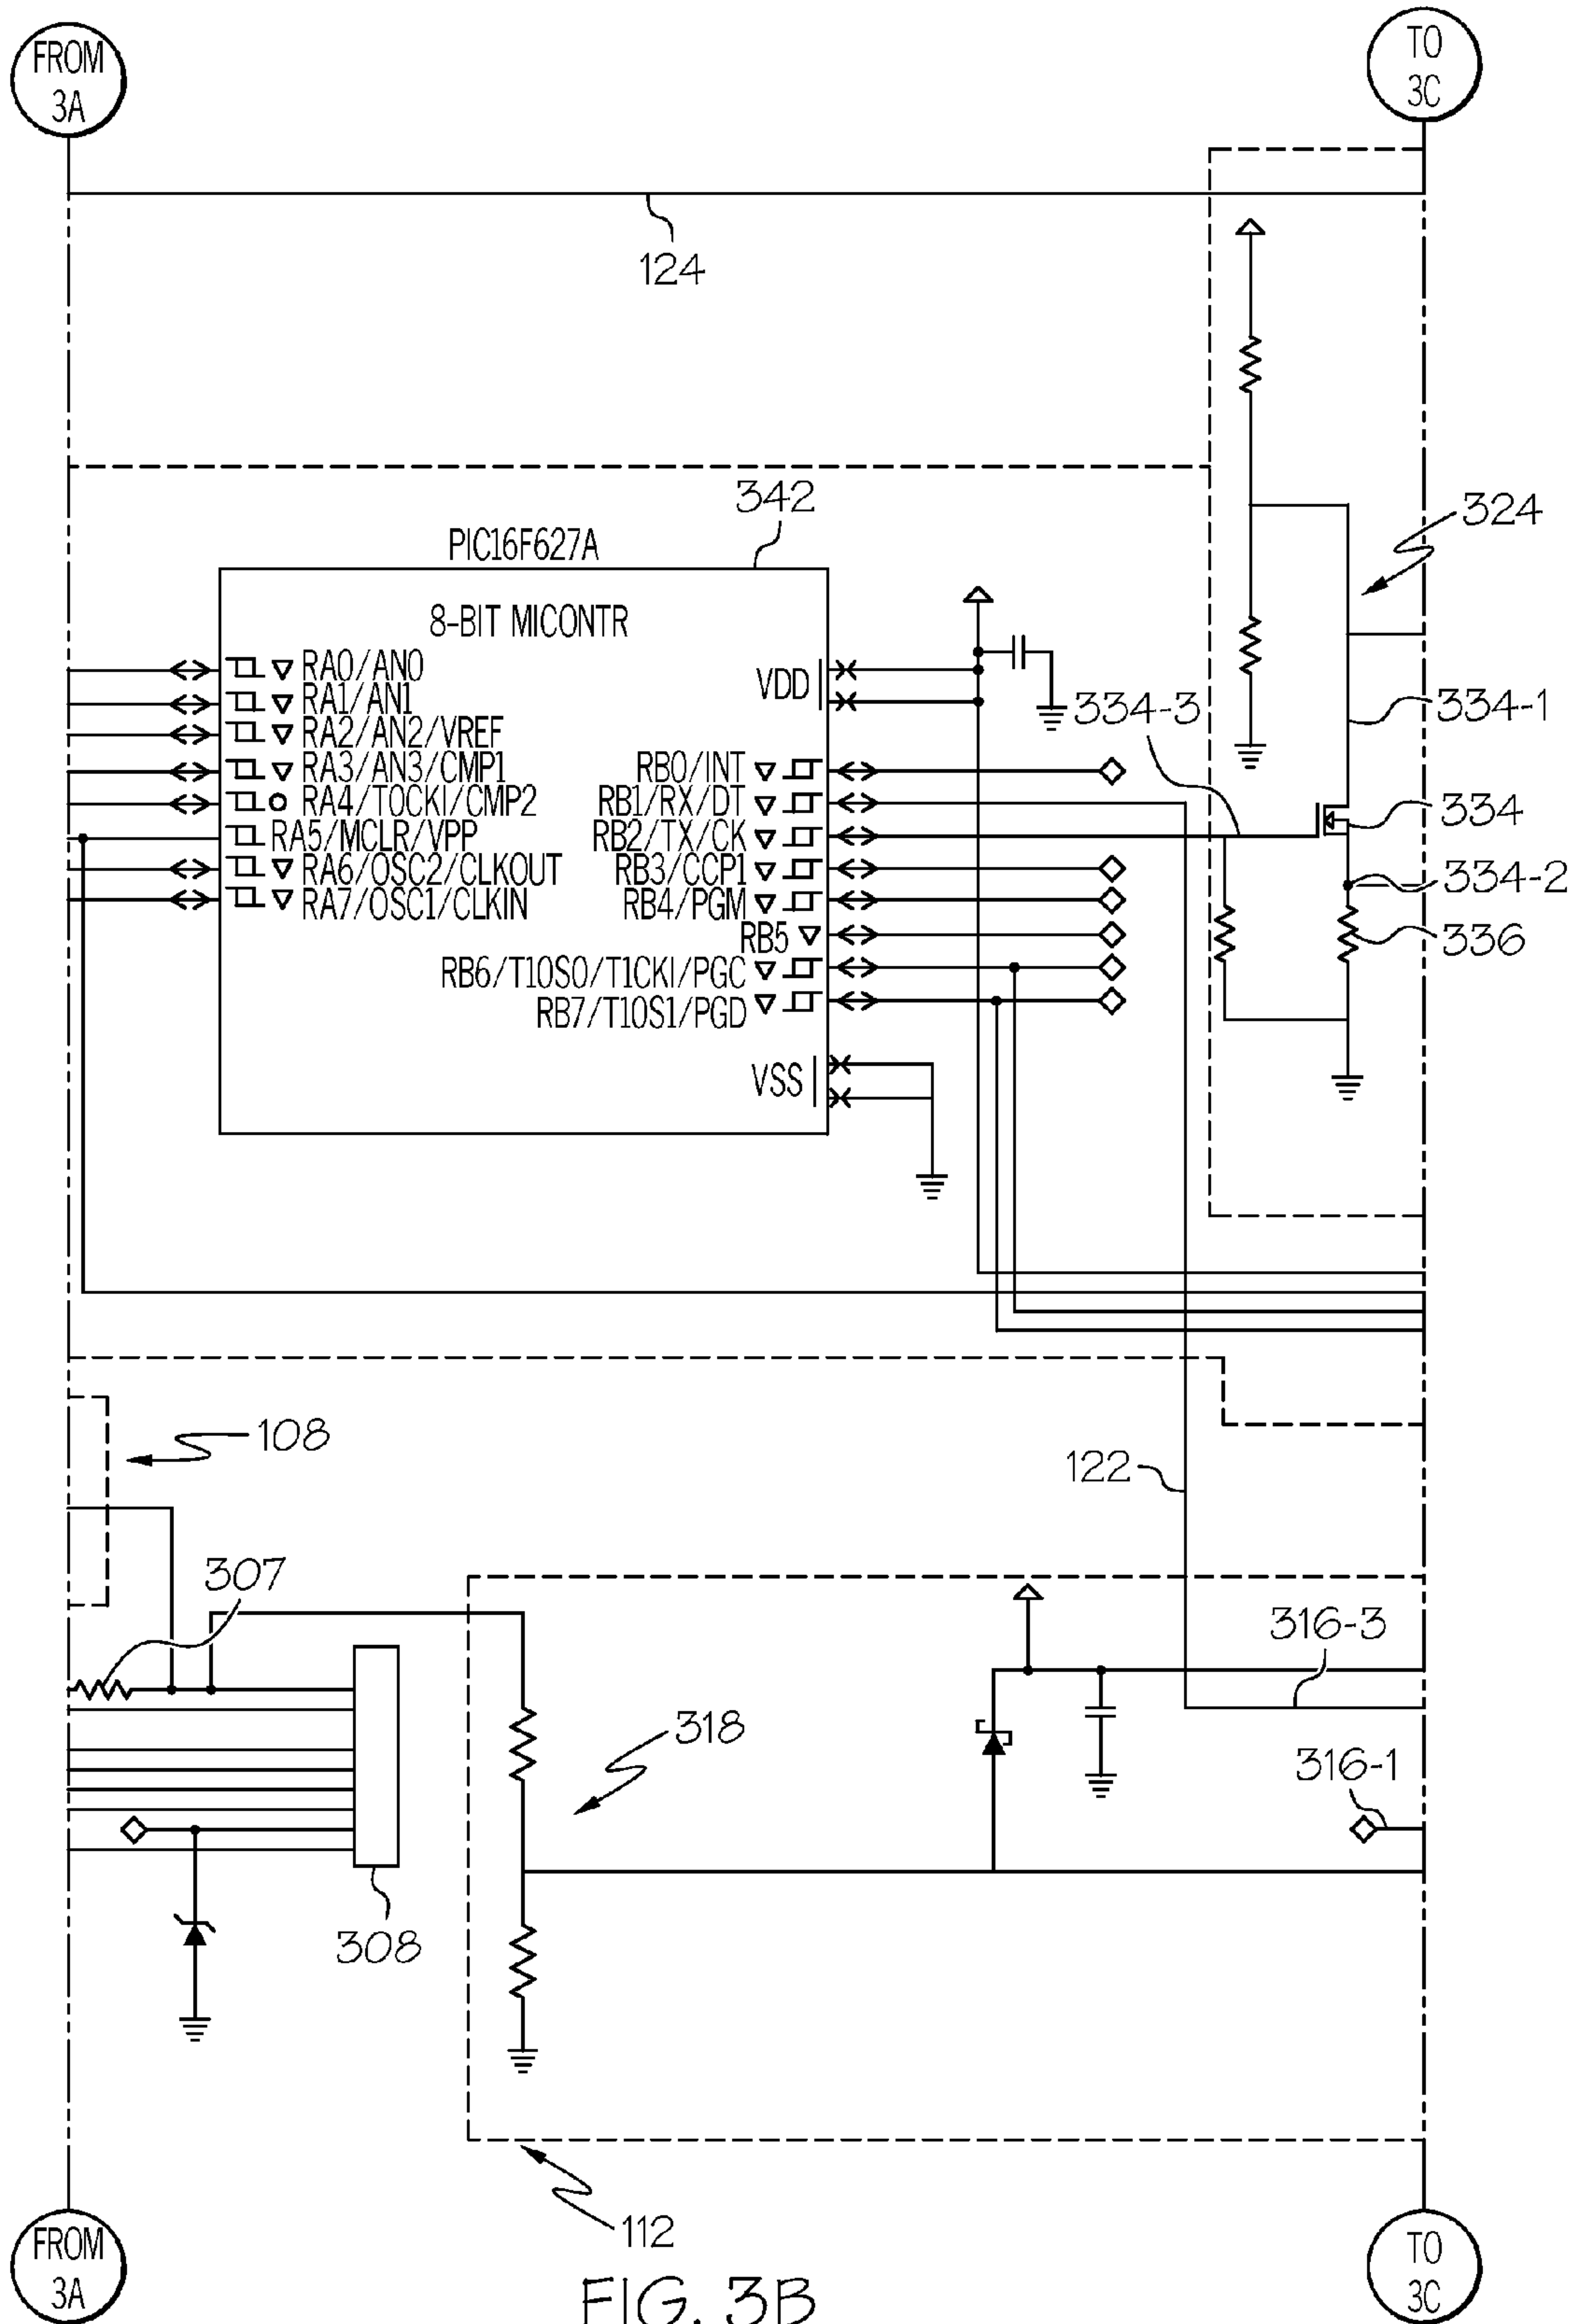 FROM
3A
TO
3C
124
342
324
PIC16F627A
8-BIT MICONTR
RA0/AN0
RA1/AN1
RA2/AN2/VREF
RA3/AN3/CMP1
RA4/TOCKI/CMP2
RA5/MCLR/VPP
RA6/OSC2/CLKOUT
RA7/OSC1/CLKIN
VDD
RB0/INT
RB1/RX/DT
RB2/TX/CK
RB3/CCP1
RB4/PGM
RB5
RB6/T10S0/T1CKI/PGC
RB7/T10S1/PGD
VSS
334-3
334-1
334
334-2
336
108
122
307
316-3
318
316-1
308
112
FROM
3A
TO
3C
FIG. 3B